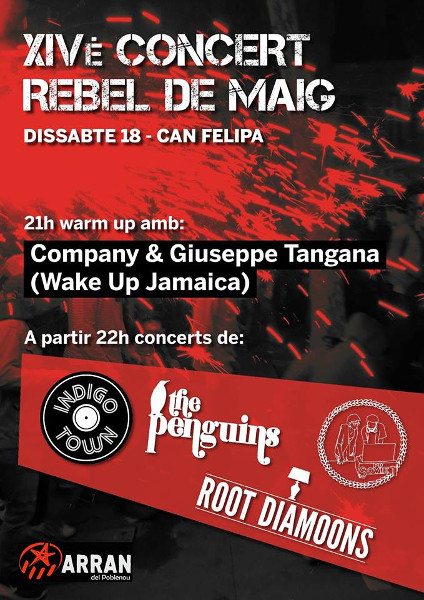 XIVè CONCERT
REBEL DE MAIG
DISSABTE 18 - CAN FELIPA
21h warm up amb:
Company & Giuseppe Tangana
(Wake Up Jamaica)
A partir 22h concerts de:
INDIGO
TOWN
the
penguins
ROOT DIAMOONS
ARRAN
del Poblenou